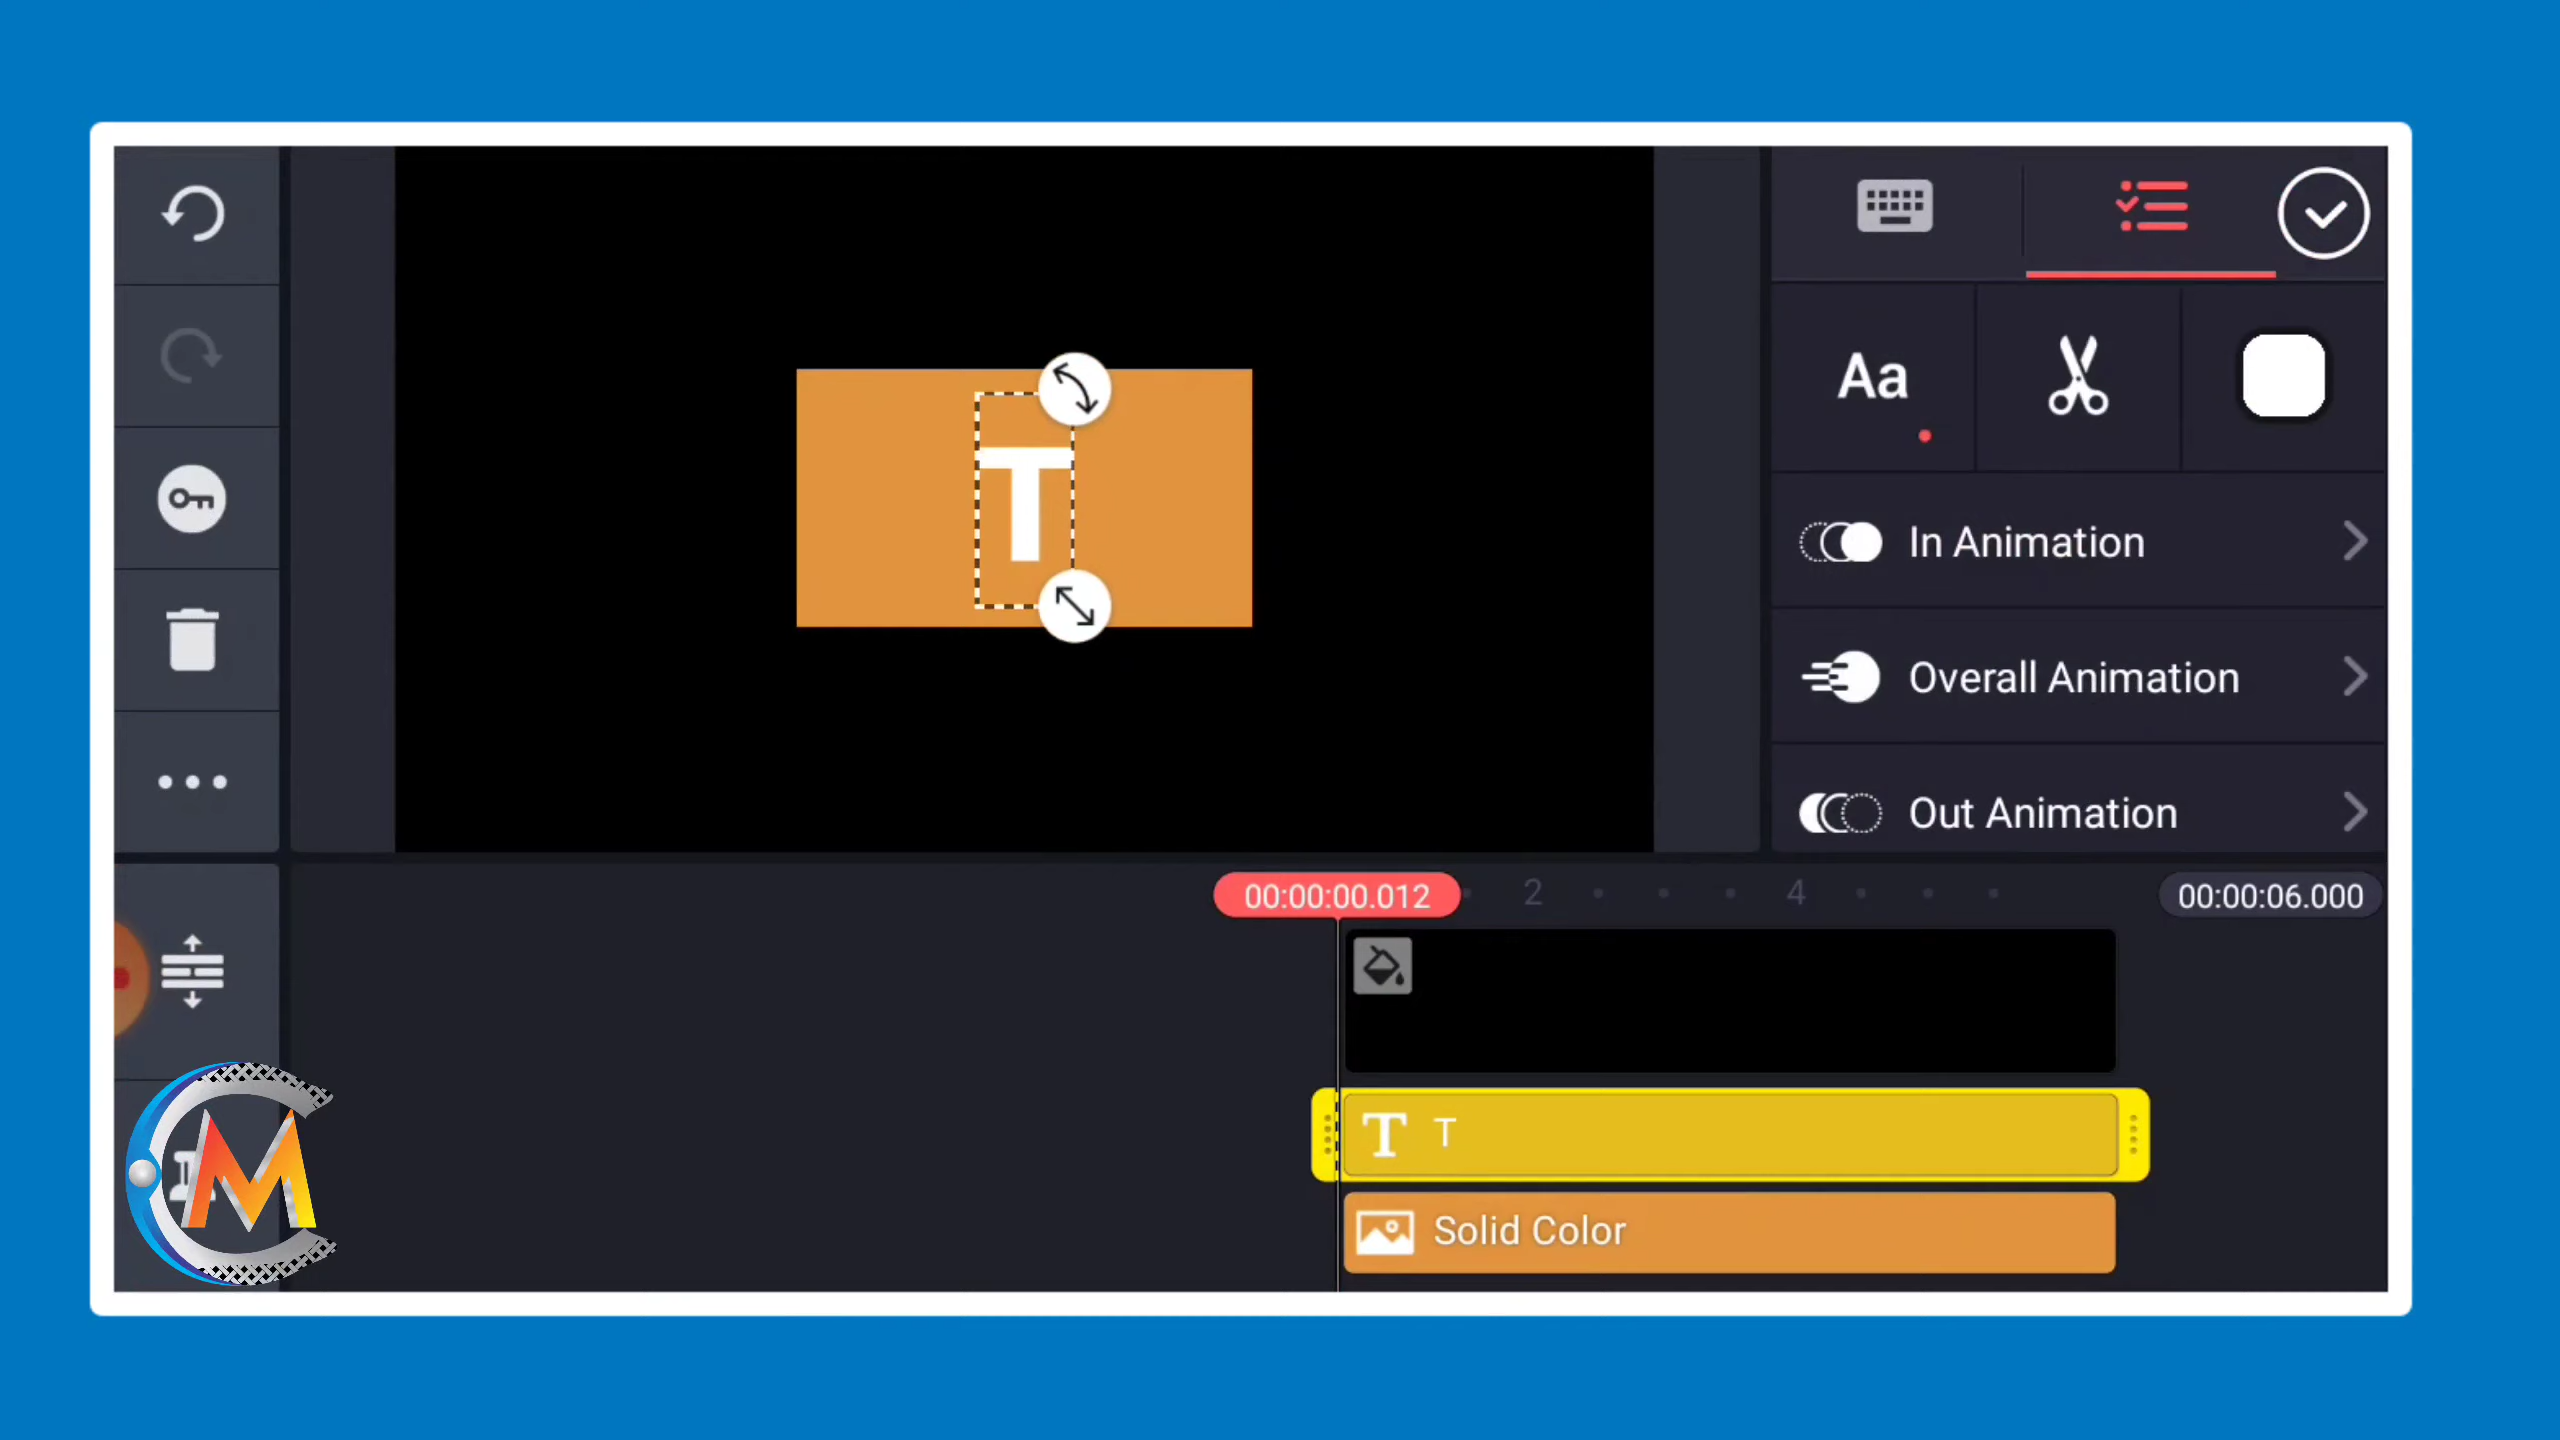 Aa
T
In Animation
Overall Animation
Out Animation
00:00:00.012
2
4
00:00:06.000
T T
Solid Color
CM